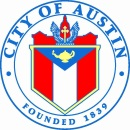 CITY OF AUSTIN
FOUNDED 1839